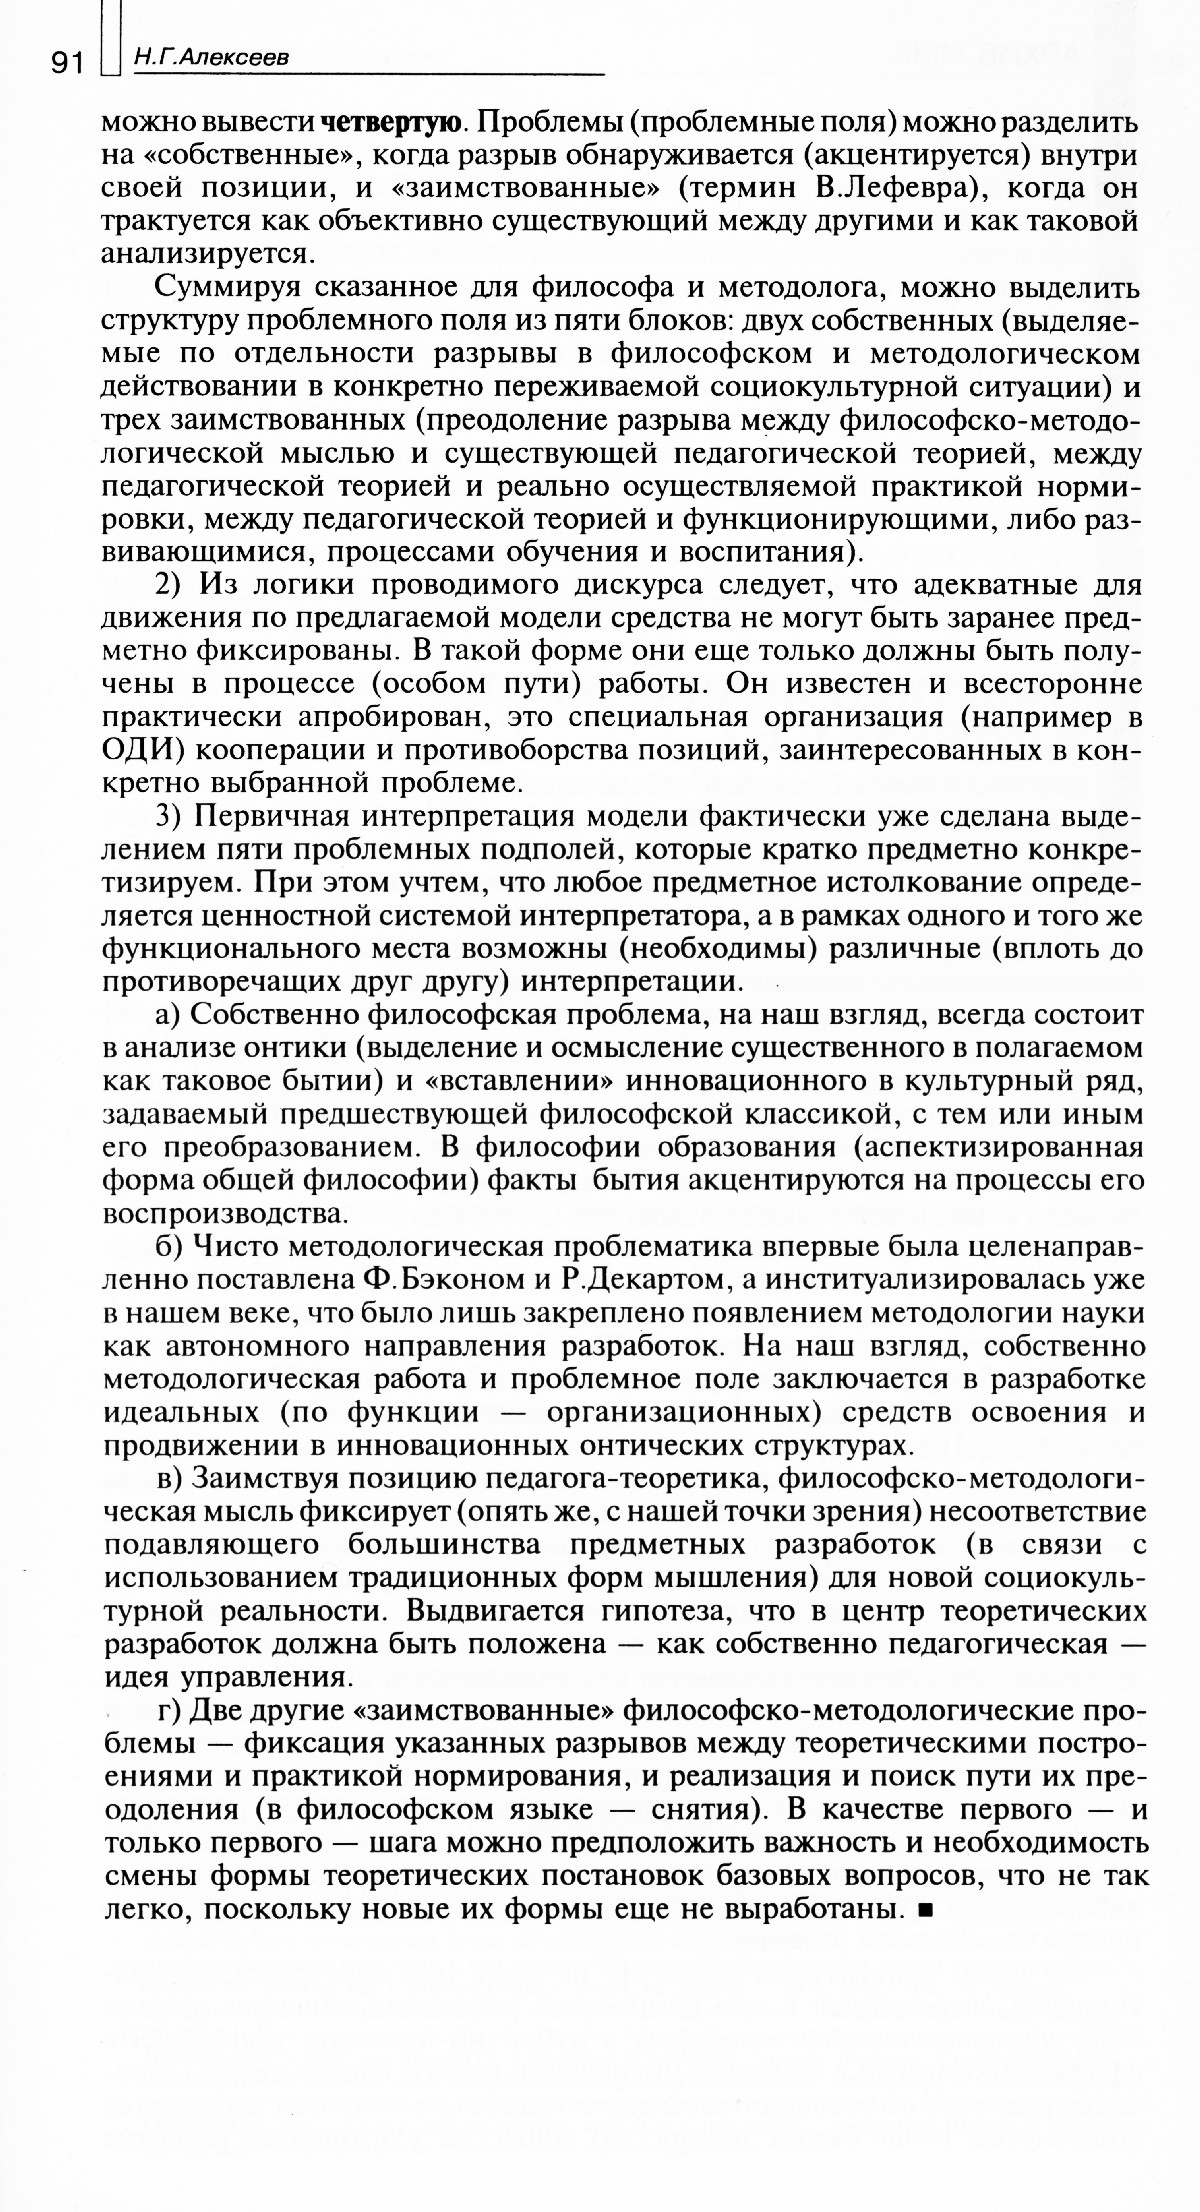 91
Н.Г.Алексеев
можно вывести четвертую. Проблемы (проблемные поля) можно разделить
на «собственные», когда разрыв обнаруживается (акцентируется) внутри
своей позиции, и «заимствованные» (термин В.Лефевра), когда он
трактуется как объективно существующий между другими и как таковой
анализируется.
Суммируя сказанное для философа и методолога, можно выделить
структуру проблемного поля из пяти блоков: двух собственных (выделяе-
мые по отдельности разрывы в философском и методологическом
действовании в конкретно переживаемой социокультурной ситуации) и
трех заимствованных (преодоление разрыва между философско-методо-
логической мыслью и существующей педагогической теорией, между
педагогической теорией и реально осуществляемой практикой норми-
ровки, между педагогической теорией и функционирующими, либо раз-
вивающимися, процессами обучения и воспитания).
2) Из логики проводимого дискурса следует, что адекватные для
движения по предлагаемой модели средства не могут быть заранее пред-
метно фиксированы. В такой форме они еще только должны быть полу-
чены в процессе (особом пути) работы. Он известен и всесторонне
практически апробирован, это специальная организация (например в
ОДИ) кооперации и противоборства позиций, заинтересованных в кон-
кретно выбранной проблеме.
3) Первичная интерпретация модели фактически уже сделана выде-
лением пяти проблемных подполей, которые кратко предметно конкре-
тизируем. При этом учтем, что любое предметное истолкование опреде-
ляется ценностной системой интерпретатора, а в рамках одного и того же
функционального места возможны (необходимы) различные (вплоть до
противоречащих друг другу) интерпретации.
а) Собственно философская проблема, на наш взгляд, всегда состоит
в анализе онтики (выделение и осмысление существенного в полагаемом
как таковое бытии) и «вставлении» инновационного в культурный ряд,
задаваемый предшествующей философской классикой, с тем или иным
его преобразованием. В философии образования (аспектизированная
форма общей философии) факты бытия акцентируются на процессы его
воспроизводства.
б) Чисто методологическая проблематика впервые была целенаправ-
ленно поставлена Ф.Бэконом и Р.Декартом, а институализировалась уже
в нашем веке, что было лишь закреплено появлением методологии науки
как автономного направления разработок. На наш взгляд, собственно
методологическая работа и проблемное поле заключается в разработке
идеальных (по функции — организационных) средств освоения и
продвижении в инновационных онтических структурах.
в) Заимствуя позицию педагога-теоретика, философско-методологи-
ческая мысль фиксирует (опять же, с нашей точки зрения) несоответствие
подавляющего большинства предметных разработок (в связи с
использованием традиционных форм мышления) для новой социокуль-
турной реальности. Выдвигается гипотеза, что в центр теоретических
разработок должна быть положена — как собственно педагогическая —
идея управления.
г) Две другие «заимствованные» философско-методологические про-
блемы — фиксация указанных разрывов между теоретическими постро-
ениями и практикой нормирования, и реализация и поиск пути их пре-
одоления (в философском языке — снятия). В качестве первого — и
только первого — шага можно предположить важность и необходимость
смены формы теоретических постановок базовых вопросов, что не так
легко, поскольку новые их формы еще не выработаны. ■